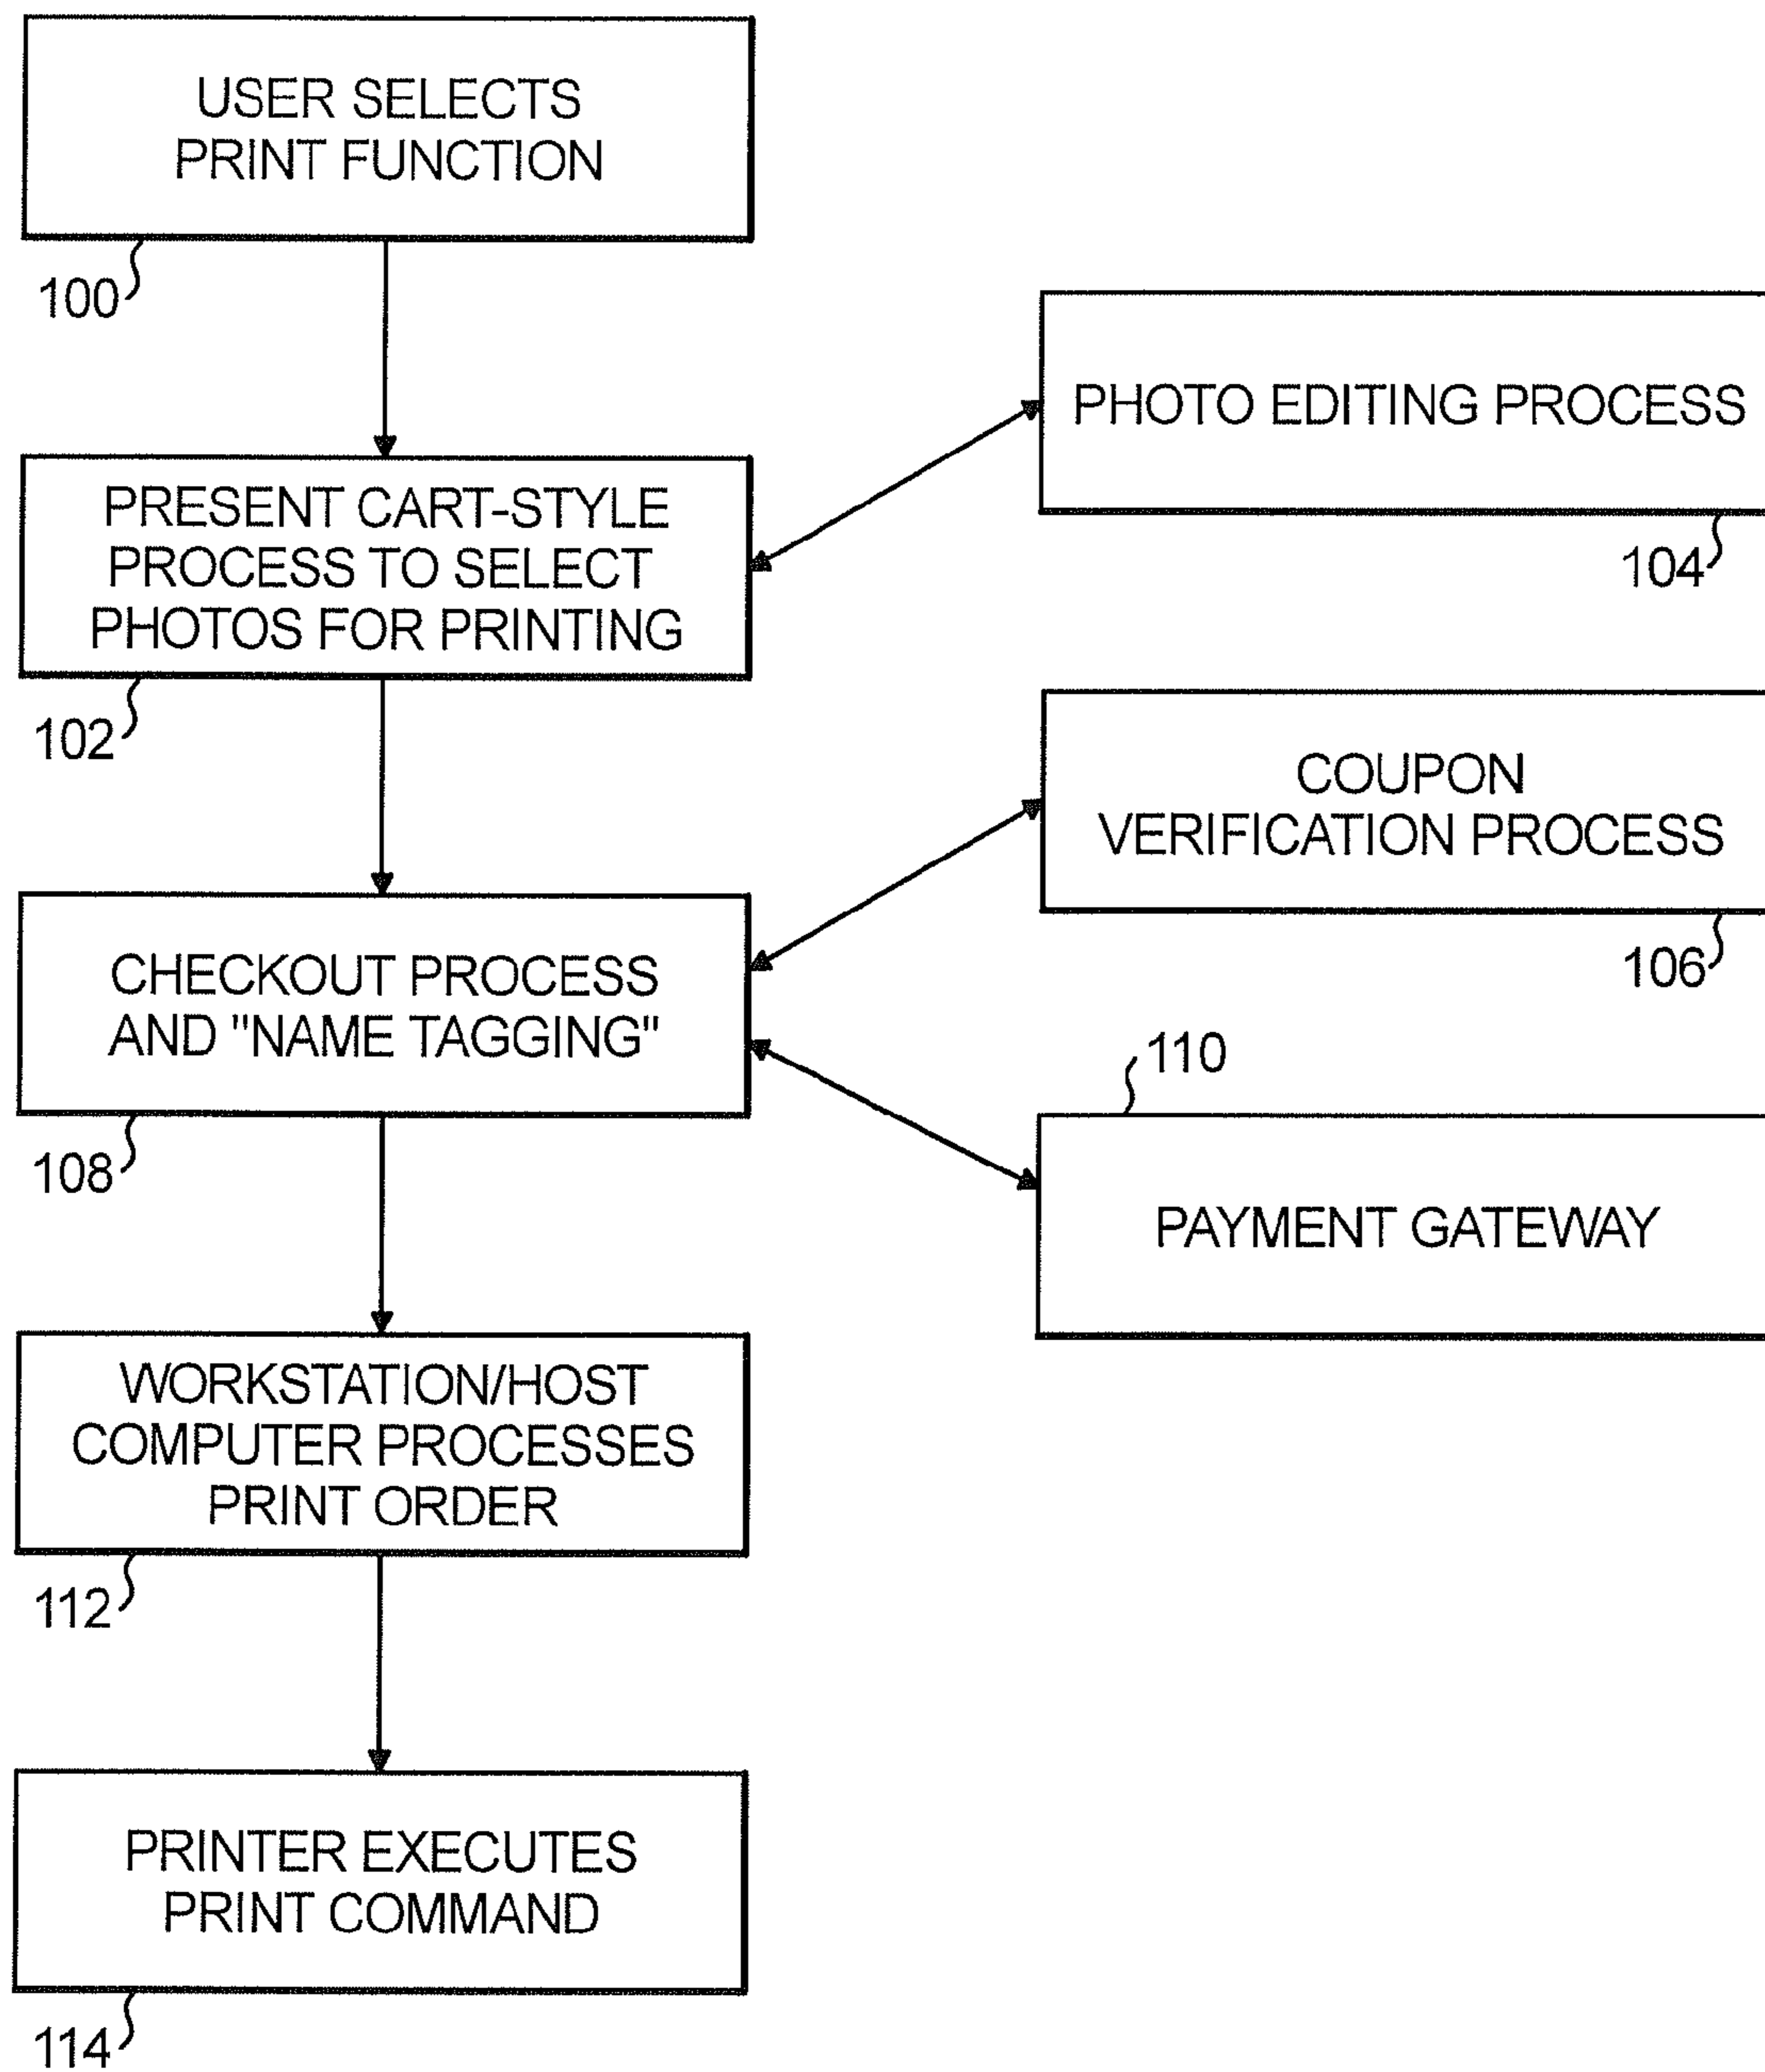 USER SELECTS
PRINT FUNCTION
100
PHOTO EDITING PROCESS
104
PRESENT CART-STYLE
PROCESS TO SELECT
PHOTOS FOR PRINTING
102
COUPON
VERIFICATION PROCESS
106
CHECKOUT PROCESS
AND "NAME TAGGING"
108
110
PAYMENT GATEWAY
WORKSTATION/HOST
COMPUTER PROCESSES
PRINT ORDER
112
PRINTER EXECUTES
PRINT COMMAND
114